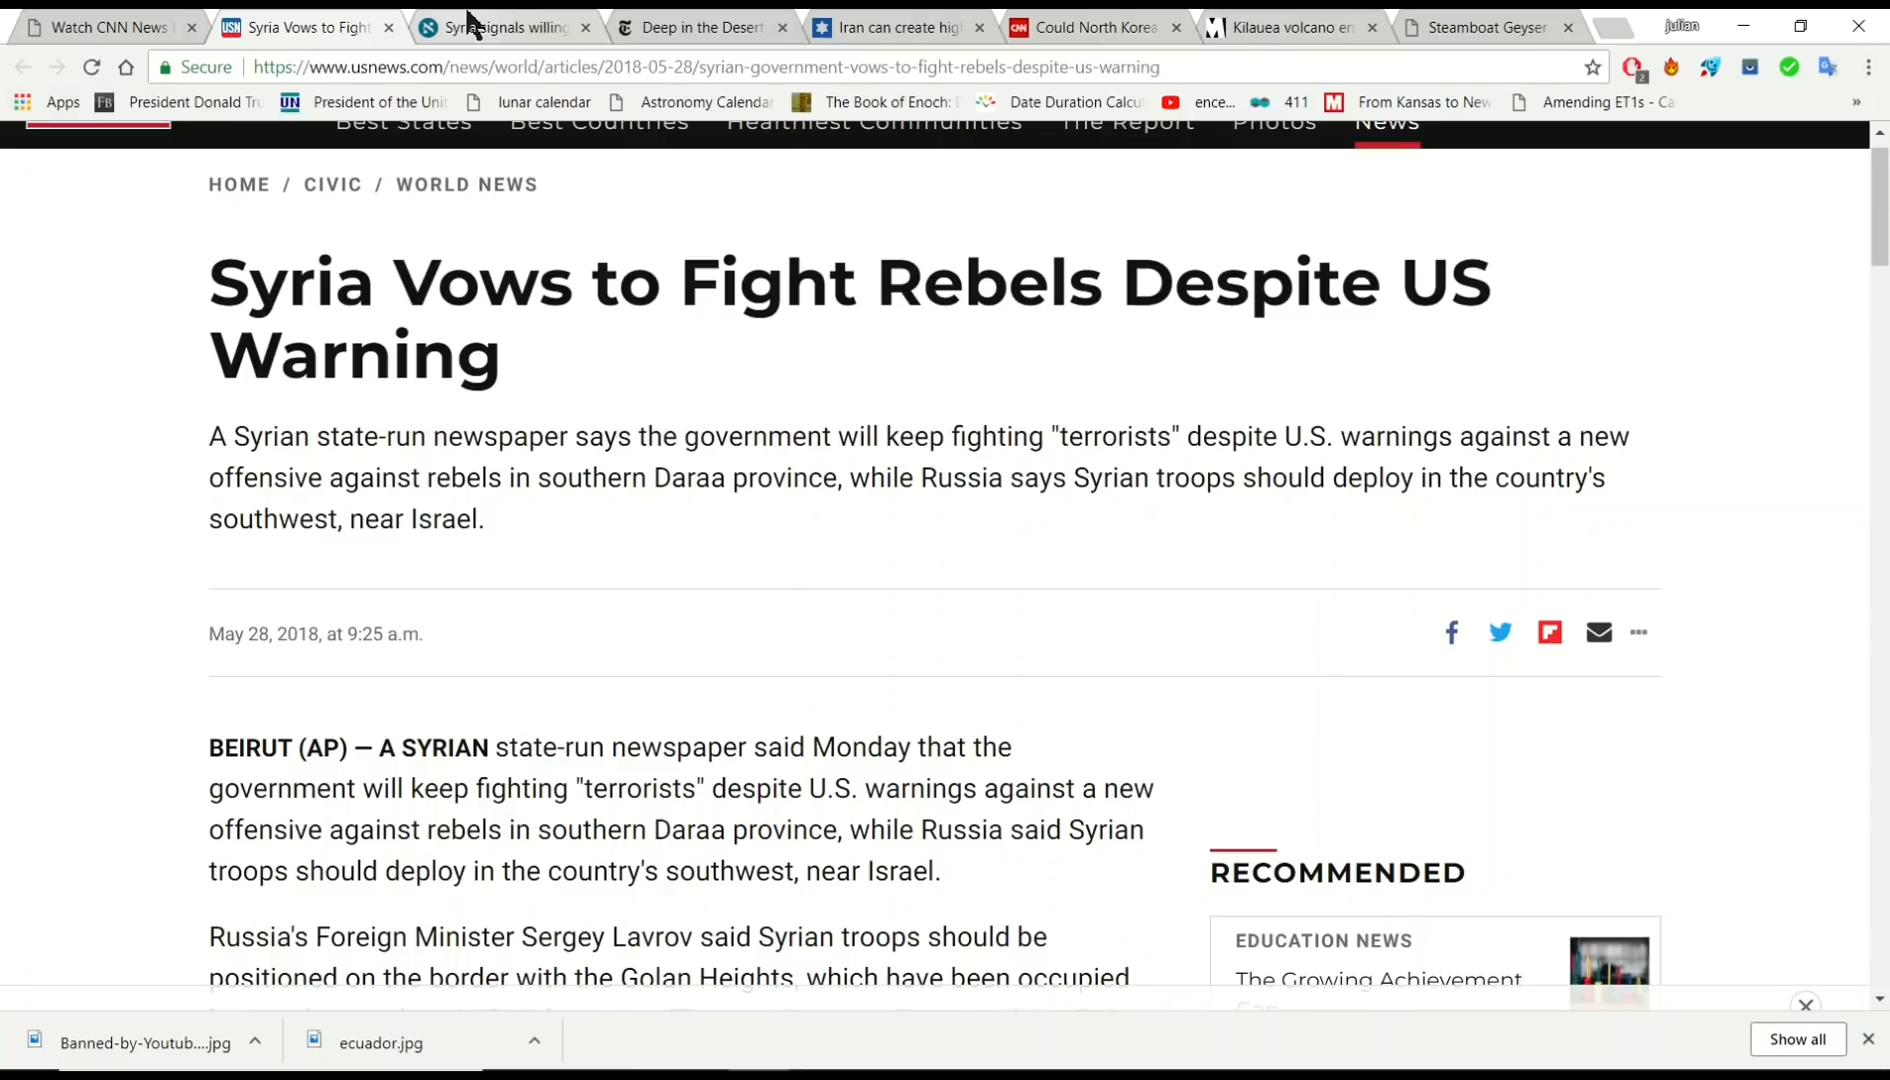 Watch CNN News
Syria Vows to Fight
Syria signals willing
Deep in the Desert
Iran can create hig
Could North Korea
Kilauea volcano er
Steamboat Geyser
julian
Secure
https://www.usnews.com/news/world/articles/2018-05-28/syrian-government-vows-to-fight-rebels-despite-us-warning
Apps
President Donald Tru
President of the Unit
lunar calendar
Astronomy Calendar
The Book of Enoch:
Date Duration Calcu
ence...
411
From Kansas to New
Amending ET1s - Ca
Best States
Best Countries
Healthiest Communities
The Report
Photos
News
HOME / CIVIC / WORLD NEWS
Syria Vows to Fight Rebels Despite US
Warning
A Syrian state-run newspaper says the government will keep fighting "terrorists" despite U.S. warnings against a new
offensive against rebels in southern Daraa province, while Russia says Syrian troops should deploy in the country's
southwest, near Israel.
May 28, 2018, at 9:25 a.m.
BEIRUT (AP) — A SYRIAN state-run newspaper said Monday that the
government will keep fighting "terrorists" despite U.S. warnings against a new
offensive against rebels in southern Daraa province, while Russia said Syrian
troops should deploy in the country's southwest, near Israel.
Russia's Foreign Minister Sergey Lavrov said Syrian troops should be
positioned on the border with the Golan Heights, which have been occupied
RECOMMENDED
EDUCATION NEWS
The Growing Achievement
Gap
Banned-by-Youtub....jpg
ecuador.jpg
Show all